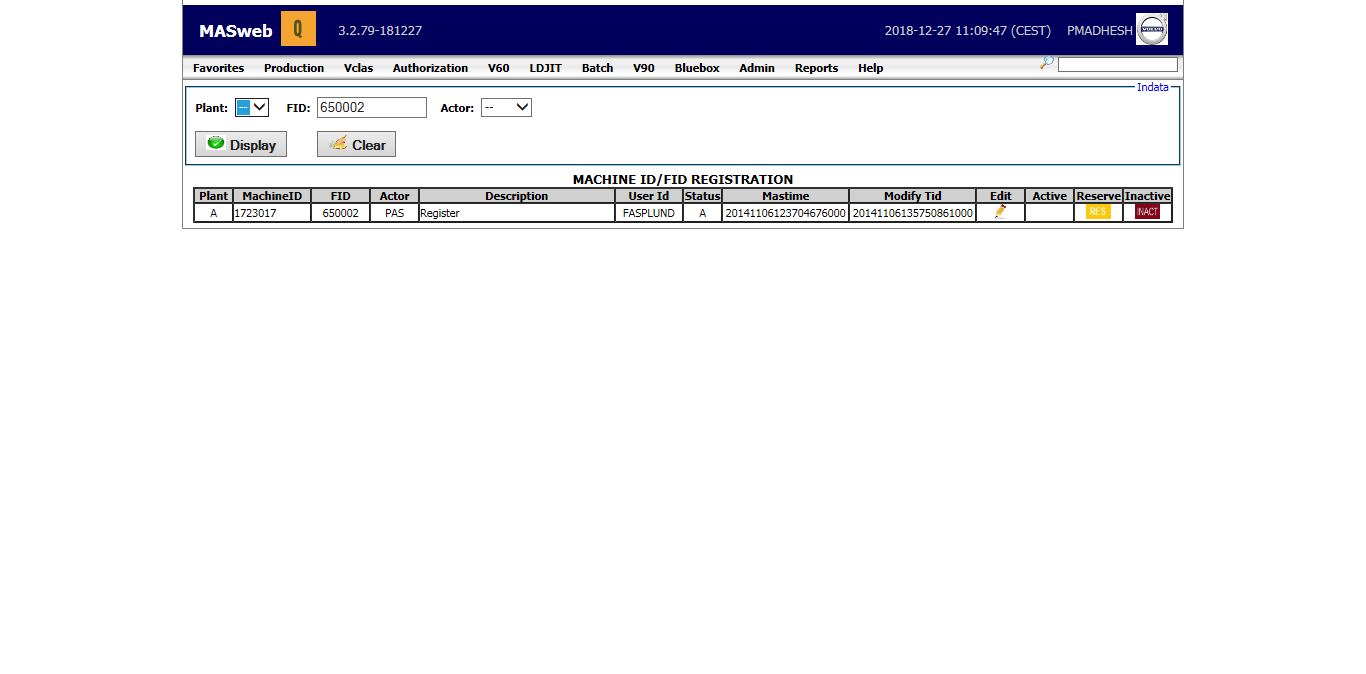 MASweb Q 3.2.79-181227 2018-12-27 11:09:47 (CEST) PMADHESH VOLVO
Favorites Production Vclas Authorization V60 LDJIT Batch V90 Bluebox Admin Reports Help
Indata
Plant: -- FID: 650002 Actor: --
Display Clear
MACHINE ID/FID REGISTRATION
Plant MachineID FID Actor Description User Id Status Mastime Modify Tid Edit Active Reserve Inactive
A 1723017 650002 PAS Register FASPLUND A 20141106123704676000 20141106135750861000 RES INACT